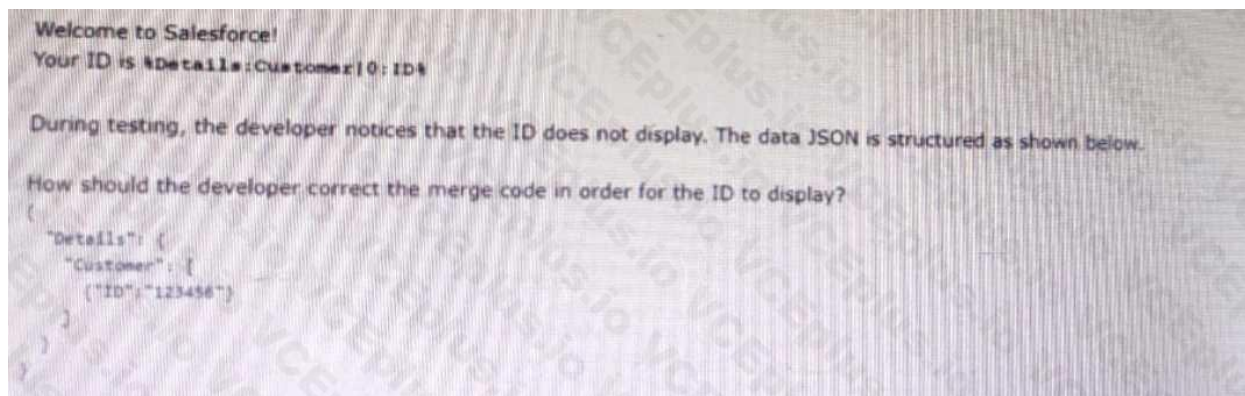 Welcome to Salesforce!
Your ID is %Details:Customer|0:ID%
During testing, the developer notices that the ID does not display. The data JSON is structured as shown below.
How should the developer correct the merge code in order for the ID to display?
{
"Details": {
"Customer": [
{"ID":"123456"}
]
}
}